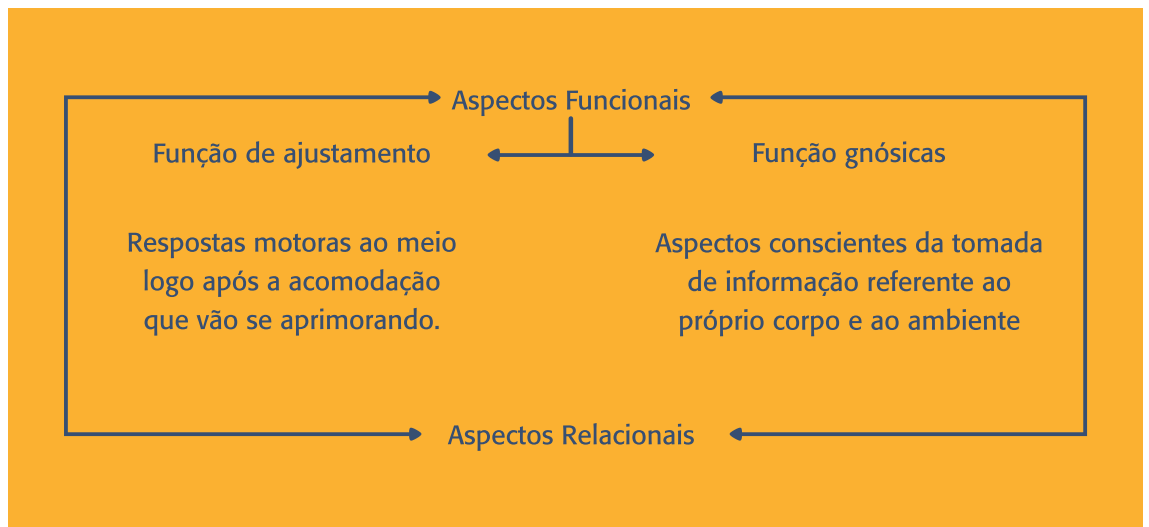 Aspectos Funcionais
Função de ajustamento
Função gnósicas
Respostas motoras ao meio
logo após a acomodação
que vão se aprimorando.
Aspectos conscientes da tomada
de informação referente ao
próprio corpo e ao ambiente
Aspectos Relacionais